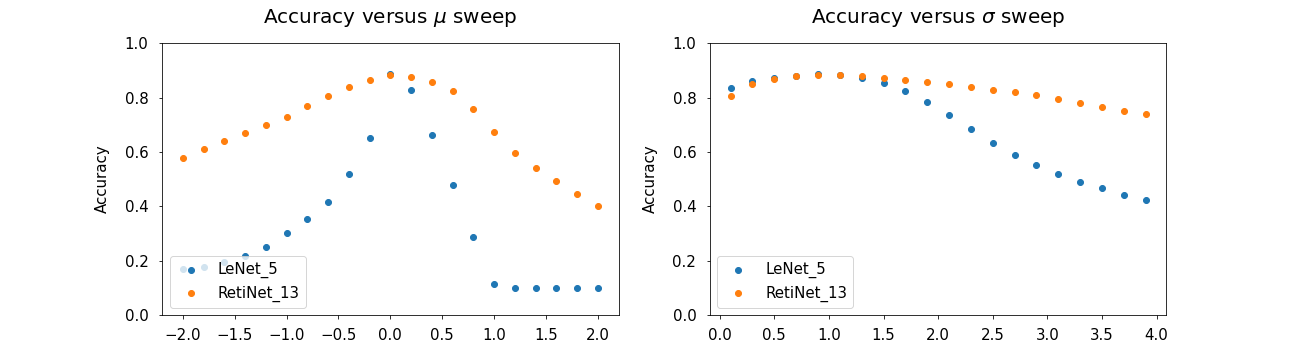 Accuracy versus μ sweep
1.0
0.8
0.6
0.4
0.2
0.0
Accuracy
LeNet_5
RetiNet_13
−2.0 −1.5 −1.0 −0.5 0.0 0.5 1.0 1.5 2.0
Accuracy versus σ sweep
1.0
0.8
0.6
0.4
0.2
0.0
Accuracy
LeNet_5
RetiNet_13
0.0 0.5 1.0 1.5 2.0 2.5 3.0 3.5 4.0